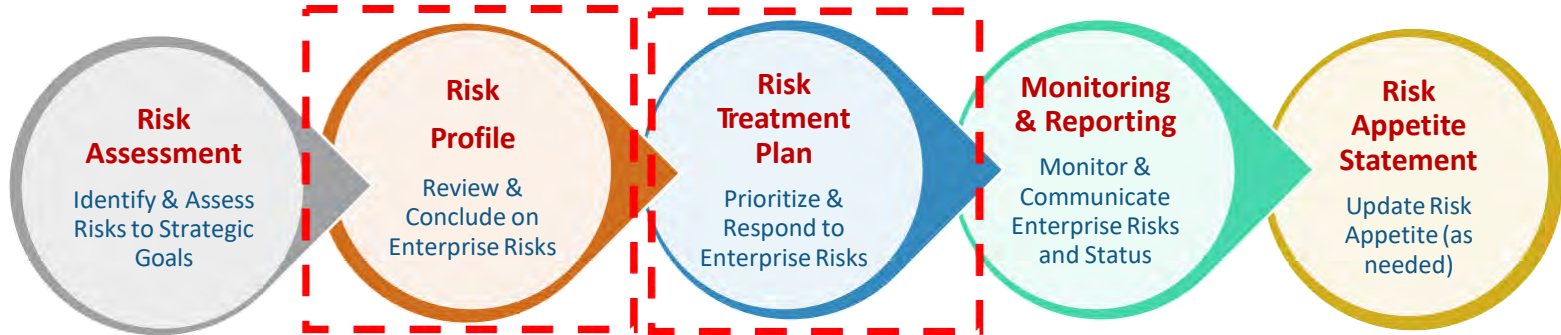 Risk
Assessment
Identify & Assess
Risks to Strategic
Goals
Risk
Profile
Review &
Conclude on
Enterprise Risks
Risk
Treatment
Plan
Prioritize &
Respond to
Enterprise Risks
Monitoring
& Reporting
Monitor &
Communicate
Enterprise Risks
and Status
Risk
Appetite
Statement
Update Risk
Appetite (as
needed)